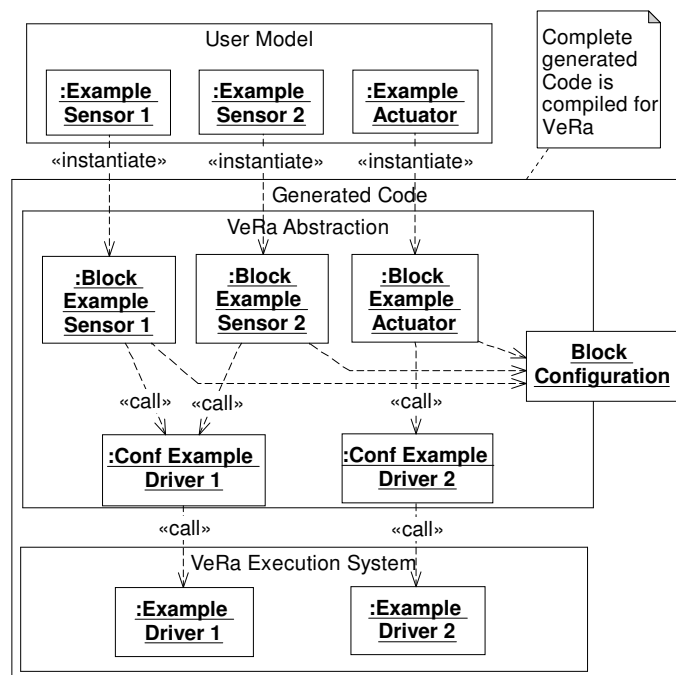 User Model
Complete
generated
Code is
compiled for
VeRa
:Example
Sensor 1
:Example
Sensor 2
:Example
Actuator
«instantiate»
«instantiate»
«instantiate»
Generated Code
VeRa Abstraction
:Block
Example
Sensor 1
:Block
Example
Sensor 2
:Block
Example
Actuator
Block
Configuration
«call»
«call»
«call»
:Conf Example
Driver 1
:Conf Example
Driver 2
«call»
«call»
VeRa Execution System
:Example
Driver 1
:Example
Driver 2